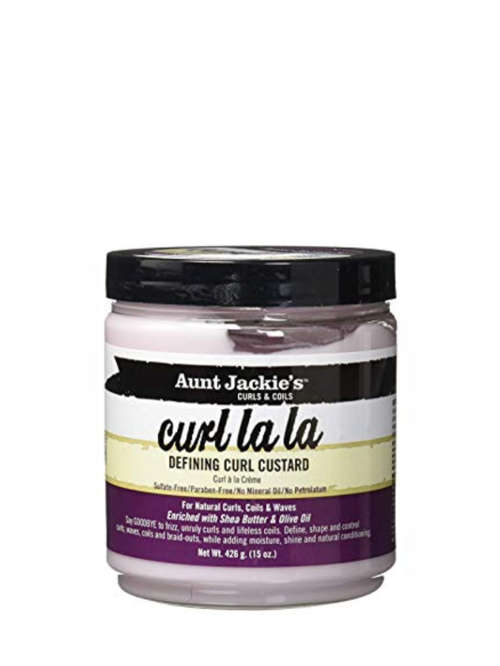 Aunt Jackie's™
CURLS & COILS
curl la la
DEFINING CURL CUSTARD
Curl à la Crème
Sulfate-Free/Paraben-Free/No Mineral Oil/No Petrolatum
For Natural Curls, Coils & Waves
Enriched with Shea Butter & Olive Oil
Say GOODBYE to frizz, unruly curls and lifeless coils. Define, shape and control
curls, waves, coils and braid-outs, while adding moisture, shine and natural conditioning.
Net Wt. 426 g. (15 oz.)